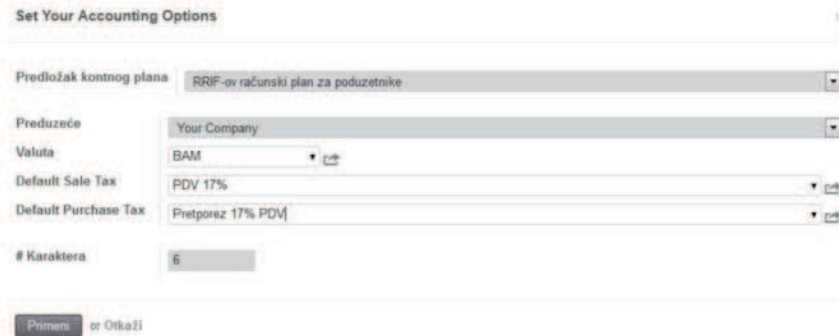 Set Your Accounting Options
Predložak kontnog plana RRIF-ov računski plan za poduzetnike
Preduzeće Your Company
Valuta BAM
Default Sale Tax PDV 17%
Default Purchase Tax Pretporez 17% PDV
# Karaktera 6
Primeni or Otkaži